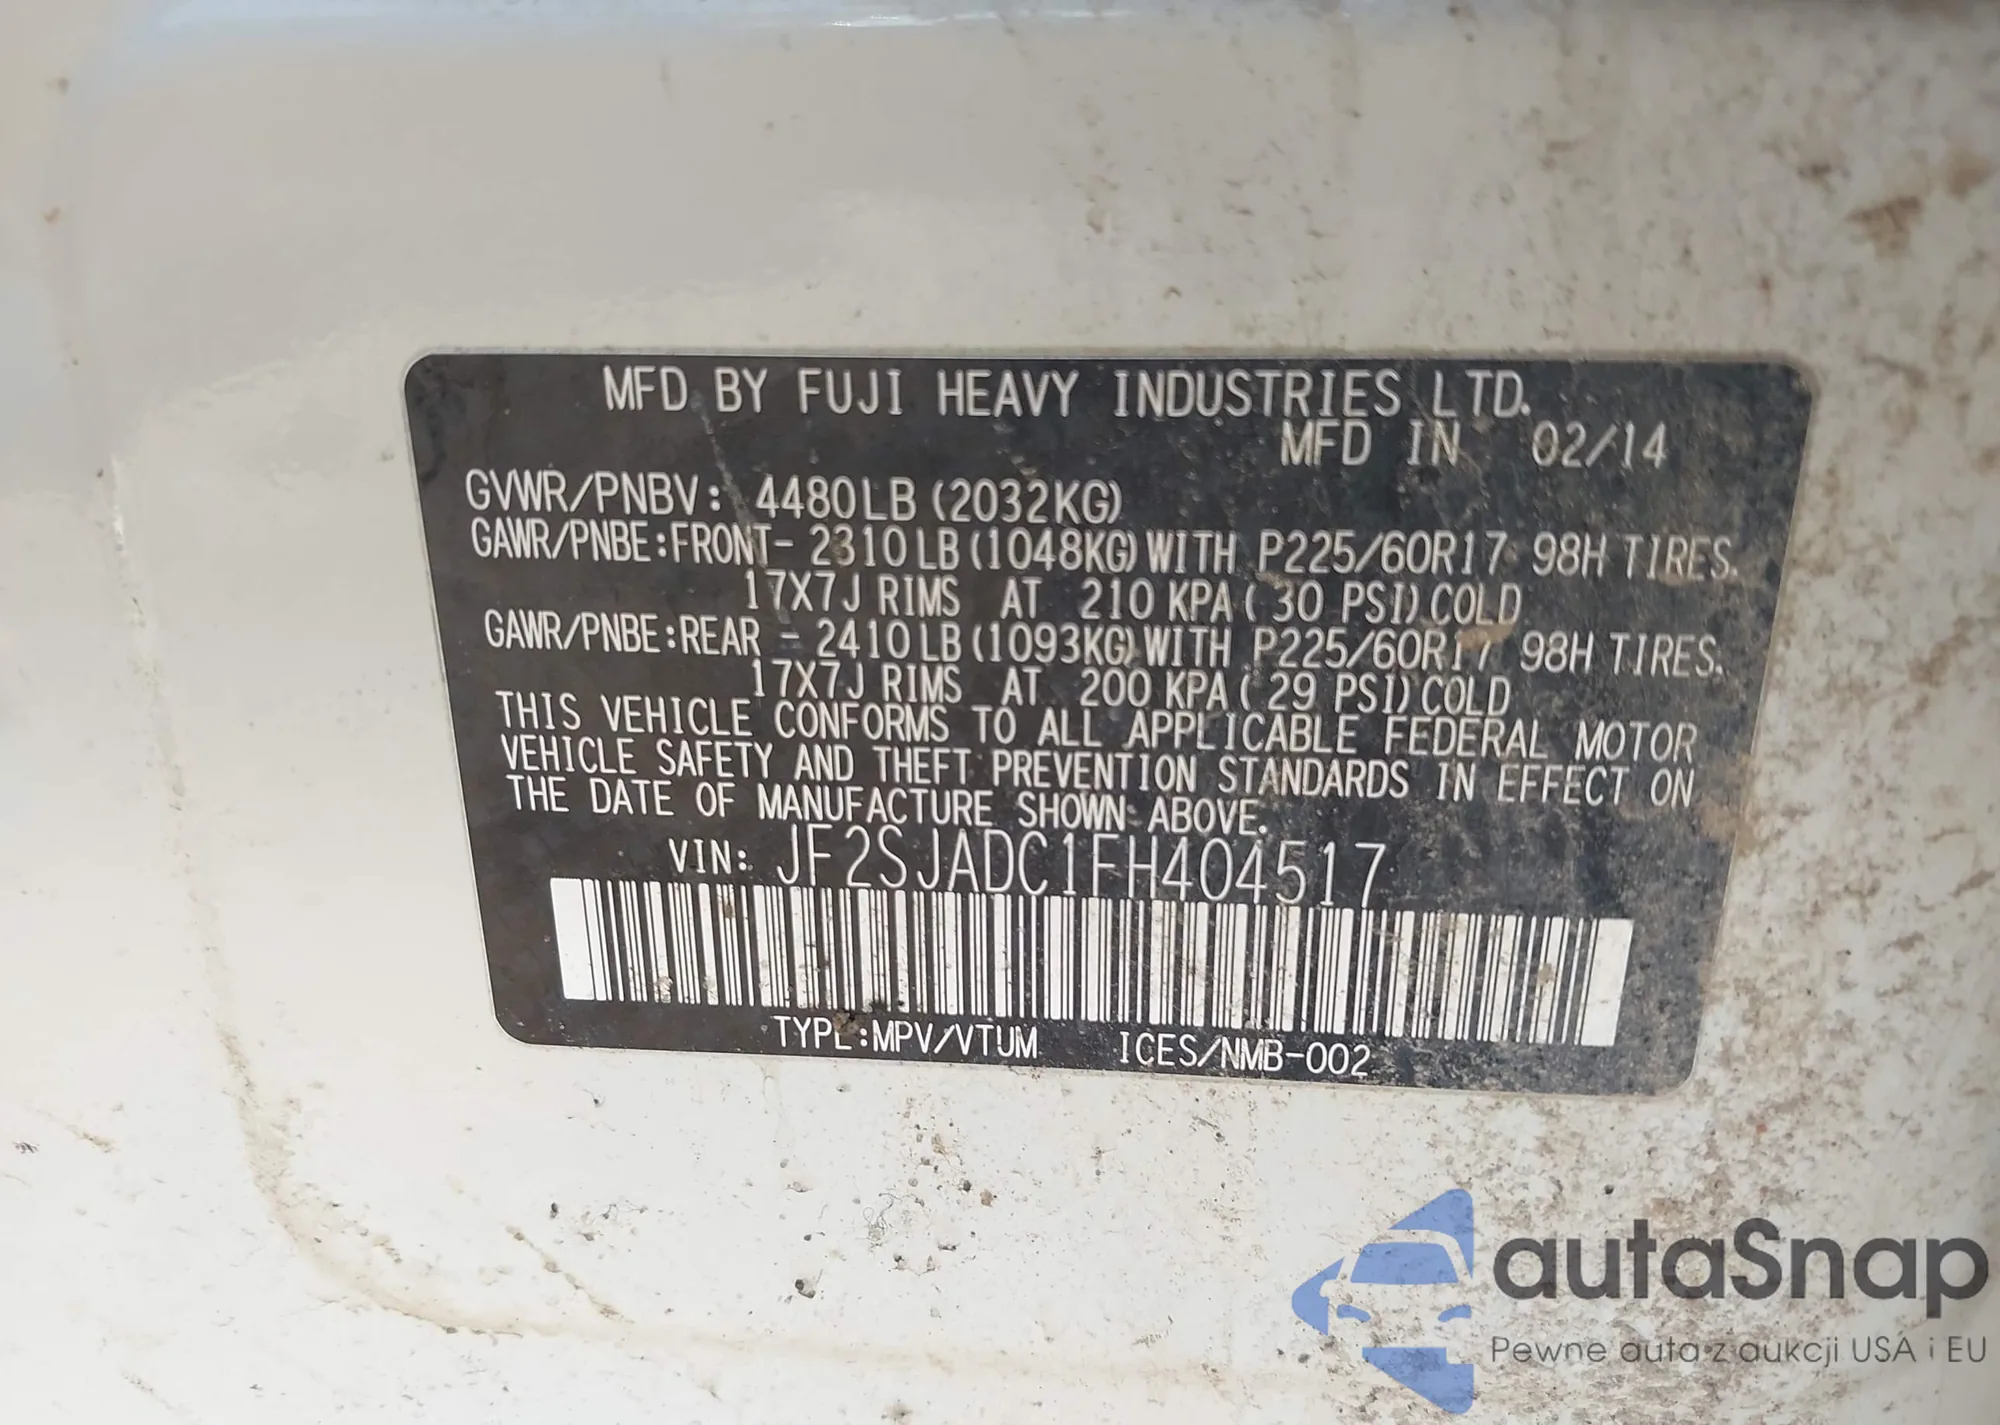 MFD BY FUJI HEAVY INDUSTRIES LTD.
MFD IN 02/14
GVWR/PNBV: 4480LB (2032KG)
GAWR/PNBE:FRONT- 2310LB (1048KG) WITH P225/60R17 98H TIRES.
17X7J RIMS AT 210 KPA ( 30 PSI) COLD
GAWR/PNBE:REAR - 2410LB (1093KG) WITH P225/60R17 98H TIRES.
17X7J RIMS AT 200 KPA ( 29 PSI) COLD
THIS VEHICLE CONFORMS TO ALL APPLICABLE FEDERAL MOTOR
VEHICLE SAFETY AND THEFT PREVENTION STANDARDS IN EFFECT ON
THE DATE OF MANUFACTURE SHOWN ABOVE.
VIN: JF2SJADC1FH404517
TYPE:MPV/VTUM ICES/NMB-002
autaSnap
Pewne auta z aukcji USA i EU